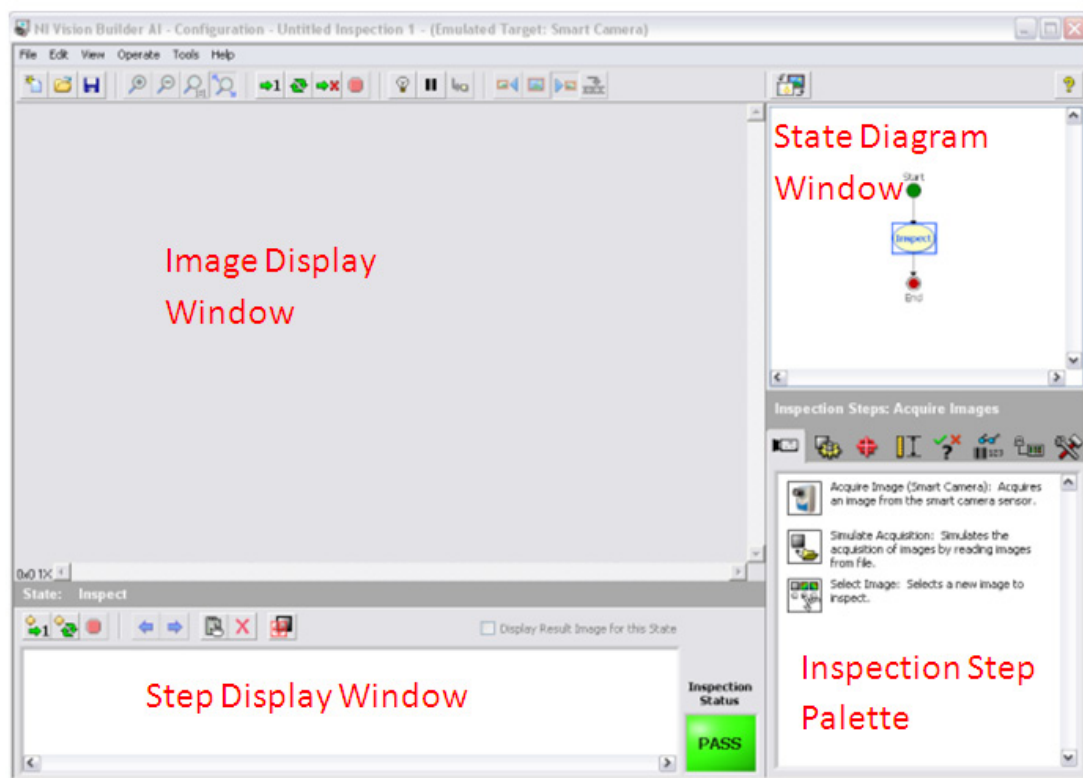 NI Vision Builder AI - Configuration - Untitled Inspection 1 - (Emulated Target: Smart Camera)
File Edit View Operate Tools Help
State Diagram
Window
Start
Inspect
End
Image Display
Window
Inspection Steps: Acquire Images
Acquire Image (Smart Camera): Acquires
an image from the smart camera sensor.
Simulate Acquisition: Simulates the
acquisition of images by reading images
from file.
Select Image: Selects a new image to
inspect.
Inspection Step
Palette
0x0 1X
State: Inspect
Display Result Image for this State
Step Display Window
Inspection
Status
PASS